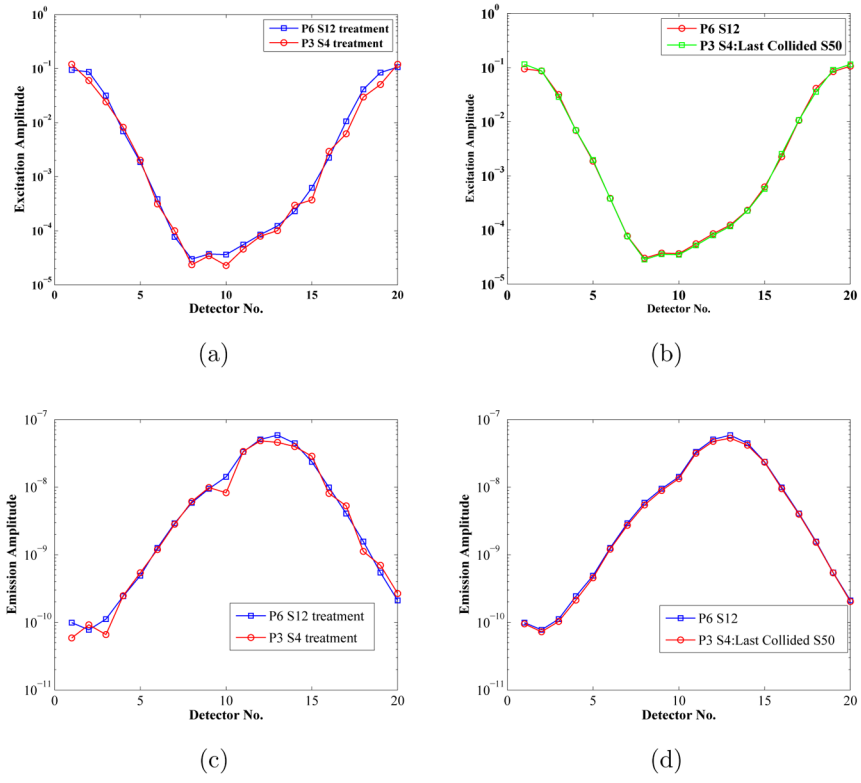 10^0
10^-1
10^-2
10^-3
10^-4
10^-5
Excitation Amplitude
0 5 10 15 20
Detector No.
P6 S12 treatment
P3 S4 treatment
(a)
10^0
10^-1
10^-2
10^-3
10^-4
10^-5
Excitation Amplitude
0 5 10 15 20
Detector No.
P6 S12
P3 S4:Last Collided S50
(b)
10^-7
10^-8
10^-9
10^-10
10^-11
Emission Amplitude
0 5 10 15 20
Detector No.
P6 S12 treatment
P3 S4 treatment
(c)
10^-7
10^-8
10^-9
10^-10
10^-11
Emission Amplitude
0 5 10 15 20
Detector No.
P6 S12
P3 S4:Last Collided S50
(d)